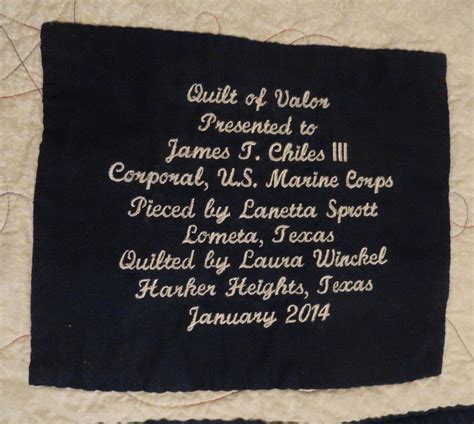 Quilt of Valor
Presented to
James T. Chiles III
Corporal, U.S. Marine Corps
Pieced by Lanetta Sprott
Lometa, Texas
Quilted by Laura Winckel
Harker Heights, Texas
January 2014